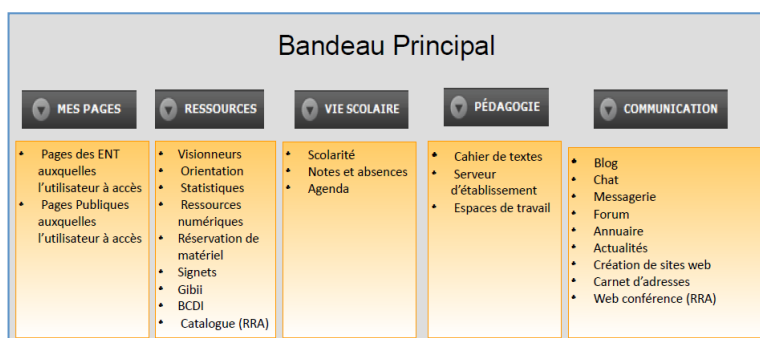 Bandeau Principal
MES PAGES
Pages des ENT
auxquelles
l'utilisateur à accès
Pages Publiques
auxquelles
l'utilisateur à accès
RESSOURCES
Visionneurs
Orientation
Statistiques
Ressources
numériques
Réservation de
matériel
Signets
Gibii
BCDI
Catalogue (RRA)
VIE SCOLAIRE
Scolarité
Notes et absences
Agenda
PÉDAGOGIE
Cahier de textes
Serveur
d'établissement
Espaces de travail
COMMUNICATION
Blog
Chat
Messagerie
Forum
Annuaire
Actualités
Création de sites web
Carnet d'adresses
Web conférence (RRA)